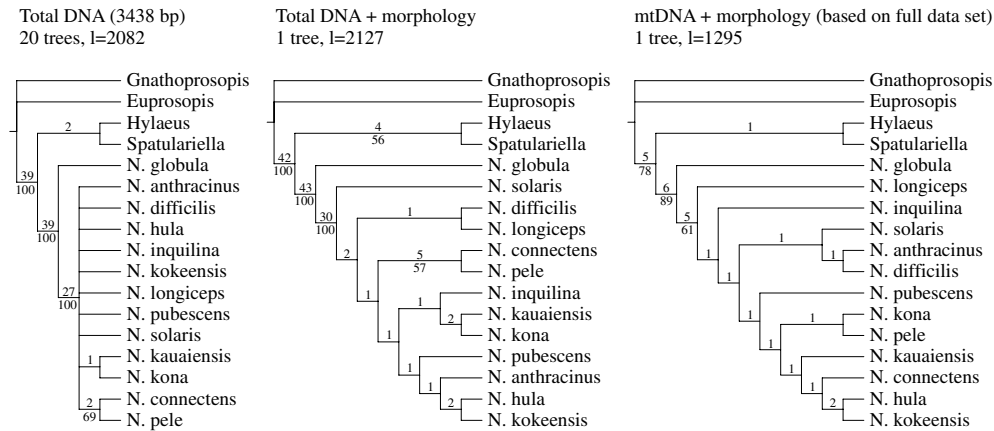 Total DNA (3438 bp)
20 trees, l=2082
Gnathoprosopis
Euprosopis
2
Hylaeus
Spatulariella
39
100
N. globula
N. anthracinus
N. difficilis
39
100
N. hula
N. inquilina
N. kokeensis
27
100
N. longiceps
N. pubescens
N. solaris
1
N. kauaiensis
N. kona
2
69
N. connectens
N. pele
Total DNA + morphology
1 tree, l=2127
Gnathoprosopis
Euprosopis
4
56
Hylaeus
Spatulariella
42
100
N. globula
43
100
N. solaris
30
100
1
N. difficilis
N. longiceps
2
5
57
N. connectens
N. pele
1
1
N. inquilina
2
N. kauaiensis
N. kona
1
N. pubescens
1
N. anthracinus
1
2
N. hula
N. kokeensis
mtDNA + morphology (based on full data set)
1 tree, l=1295
Gnathoprosopis
Euprosopis
1
Hylaeus
Spatulariella
5
78
N. globula
6
89
N. longiceps
5
61
N. inquilina
1
1
N. solaris
1
N. anthracinus
N. difficilis
1
N. pubescens
1
1
N. kona
N. pele
1
N. kauaiensis
1
N. connectens
1
2
N. hula
N. kokeensis